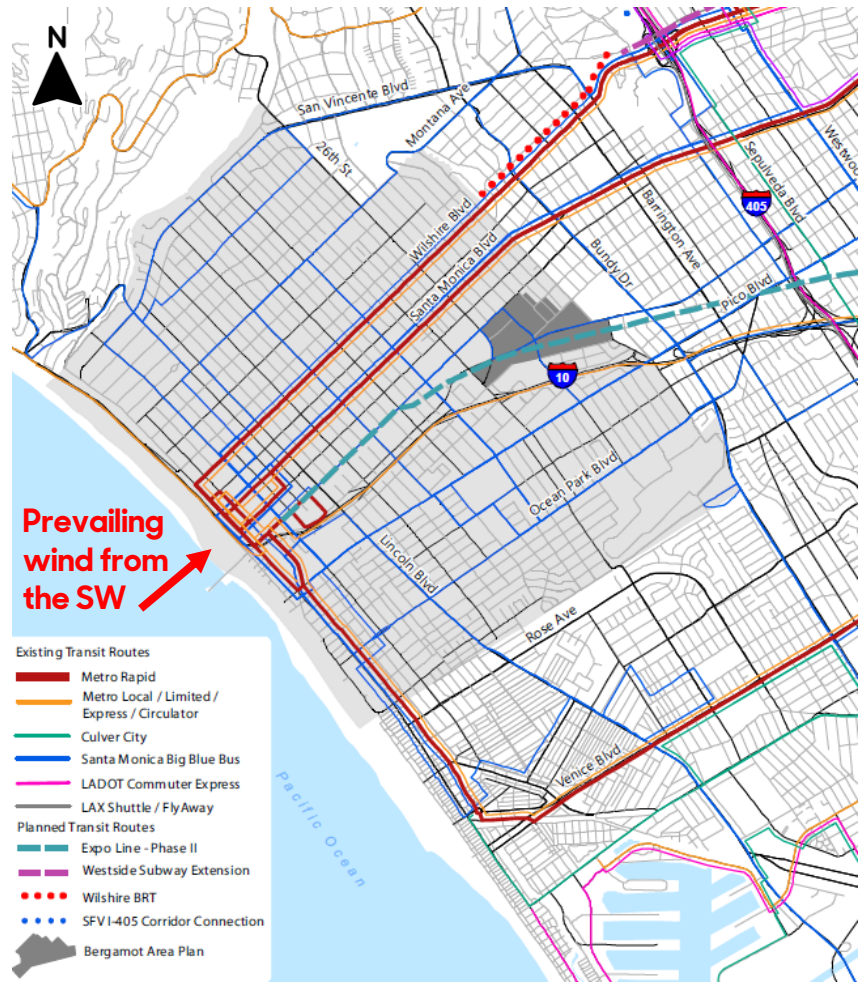 N
San Vincente Blvd
Montana Ave
26th St
Wilshire Blvd
Santa Monica Blvd
Bundy Dr
Barrington Ave
Sepulveda Blvd
Westwoo
405
Pico Blvd
10
Ocean Park Blvd
Lincoln Blvd
Rose Ave
Venice Blvd
Pacific Ocean
Prevailing
wind from
the SW
Existing Transit Routes
Metro Rapid
Metro Local / Limited /
Express / Circulator
Culver City
Santa Monica Big Blue Bus
LADOT Commuter Express
LAX Shuttle / FlyAway
Planned Transit Routes
Expo Line - Phase II
Westside Subway Extension
Wilshire BRT
SFV I-405 Corridor Connection
Bergamot Area Plan